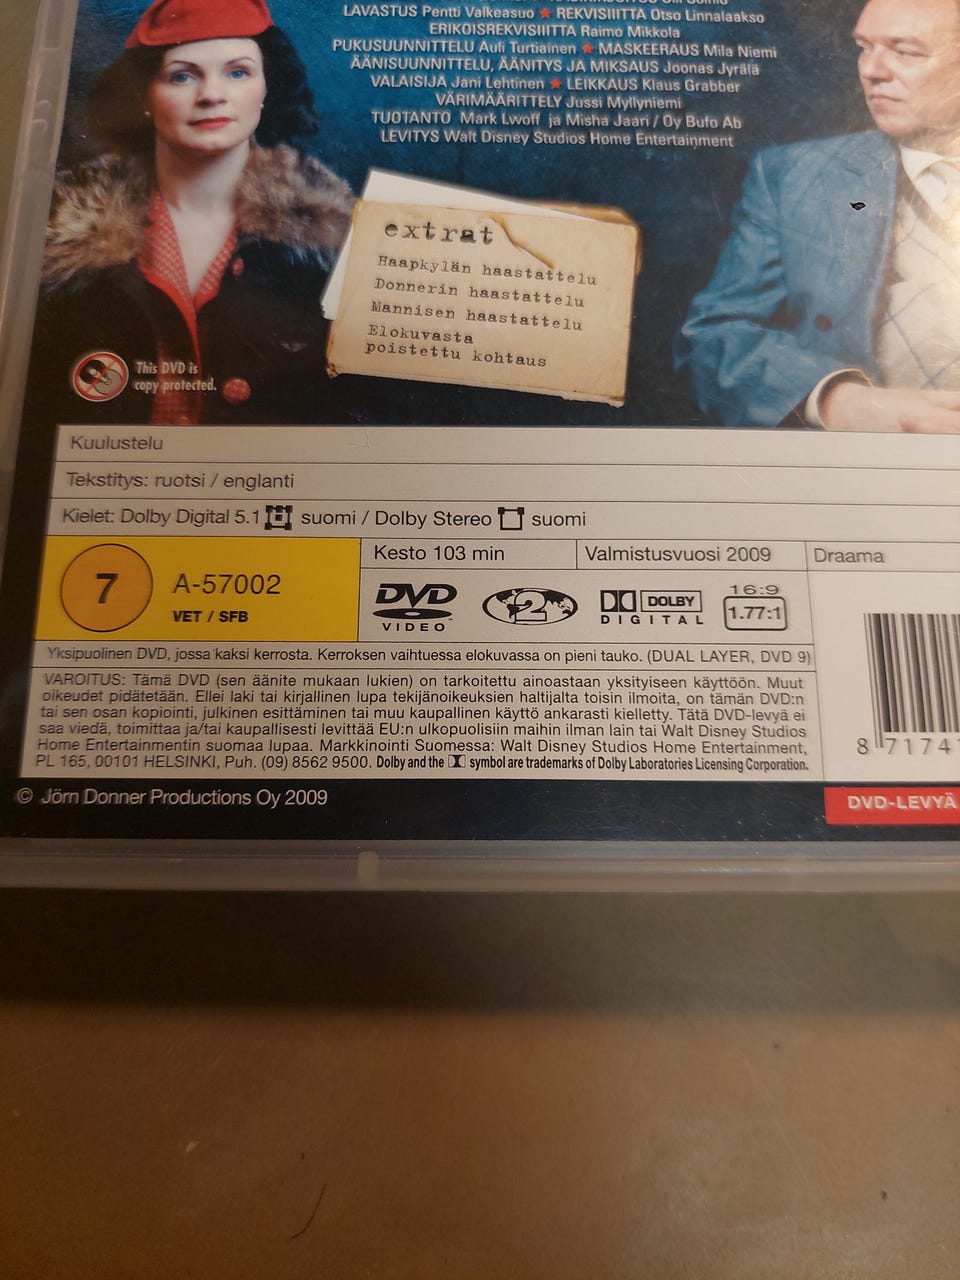 LAVASTUS Pentti Valkeasuo ★ REKVISIITTA Otso Linnalaakso
ERIKOISREKVISIITTA Raimo Mikkola
PUKUSUUNNITTELU Auli Turtiainen ★ MASKEERAUS Mila Niemi
ÄÄNISUUNNITTELU, ÄÄNITYS JA MIKSAUS Joonas Jyrälä
VALAISIJA Jani Lehtinen ★ LEIKKAUS Klaus Grabber
VÄRIMÄÄRITTELY Jussi Myllyniemi
TUOTANTO Mark Lwoff ja Misha Jaari / Oy Bufo Ab
LEVITYS Walt Disney Studios Home Entertainment
extrat
Haapkylän haastattelu
Donnerin haastattelu
Mannisen haastattelu
Elokuvasta
poistettu kohtaus
This DVD is
copy protected.
Kuulustelu
Tekstitys: ruotsi / englanti
Kielet: Dolby Digital 5.1 suomi / Dolby Stereo suomi
7 A-57002
VET / SFB
Kesto 103 min
Valmistusvuosi 2009
Draama
DVD
VIDEO
2
DOLBY
DIGITAL
16:9
1.77:1
Yksipuolinen DVD, jossa kaksi kerrosta. Kerroksen vaihtuessa elokuvassa on pieni tauko. (DUAL LAYER, DVD 9)
VAROITUS: Tämä DVD (sen äänite mukaan lukien) on tarkoitettu ainoastaan yksityiseen käyttöön. Muut
oikeudet pidätetään. Ellei laki tai kirjallinen lupa tekijänoikeuksien haltijalta toisin ilmoita, on tämän DVD:n
tai sen osan kopiointi, julkinen esittäminen tai muu kaupallinen käyttö ankarasti kielletty. Tätä DVD-levyä ei
saa viedä, toimittaa ja/tai kaupallisesti levittää EU:n ulkopuolisiin maihin ilman lain tai Walt Disney Studios
Home Entertainmentin suomaa lupaa. Markkinointi Suomessa: Walt Disney Studios Home Entertainment,
PL 165, 00101 HELSINKI, Puh. (09) 8562 9500. Dolby and the symbol are trademarks of Dolby Laboratories Licensing Corporation.
8 71741
© Jörn Donner Productions Oy 2009
DVD-LEVYÄ